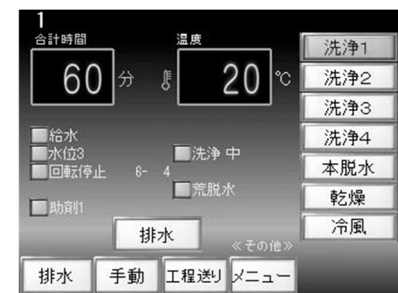 1
合計時間
温度
60 分
20 ℃
洗浄1
洗浄2
洗浄3
洗浄4
本脱水
乾燥
冷風
給水
水位3
回転停止 6- 4
助剤1
洗浄 中
荒脱水
排水
≪その他≫
排水
手動
工程送り
メニュー